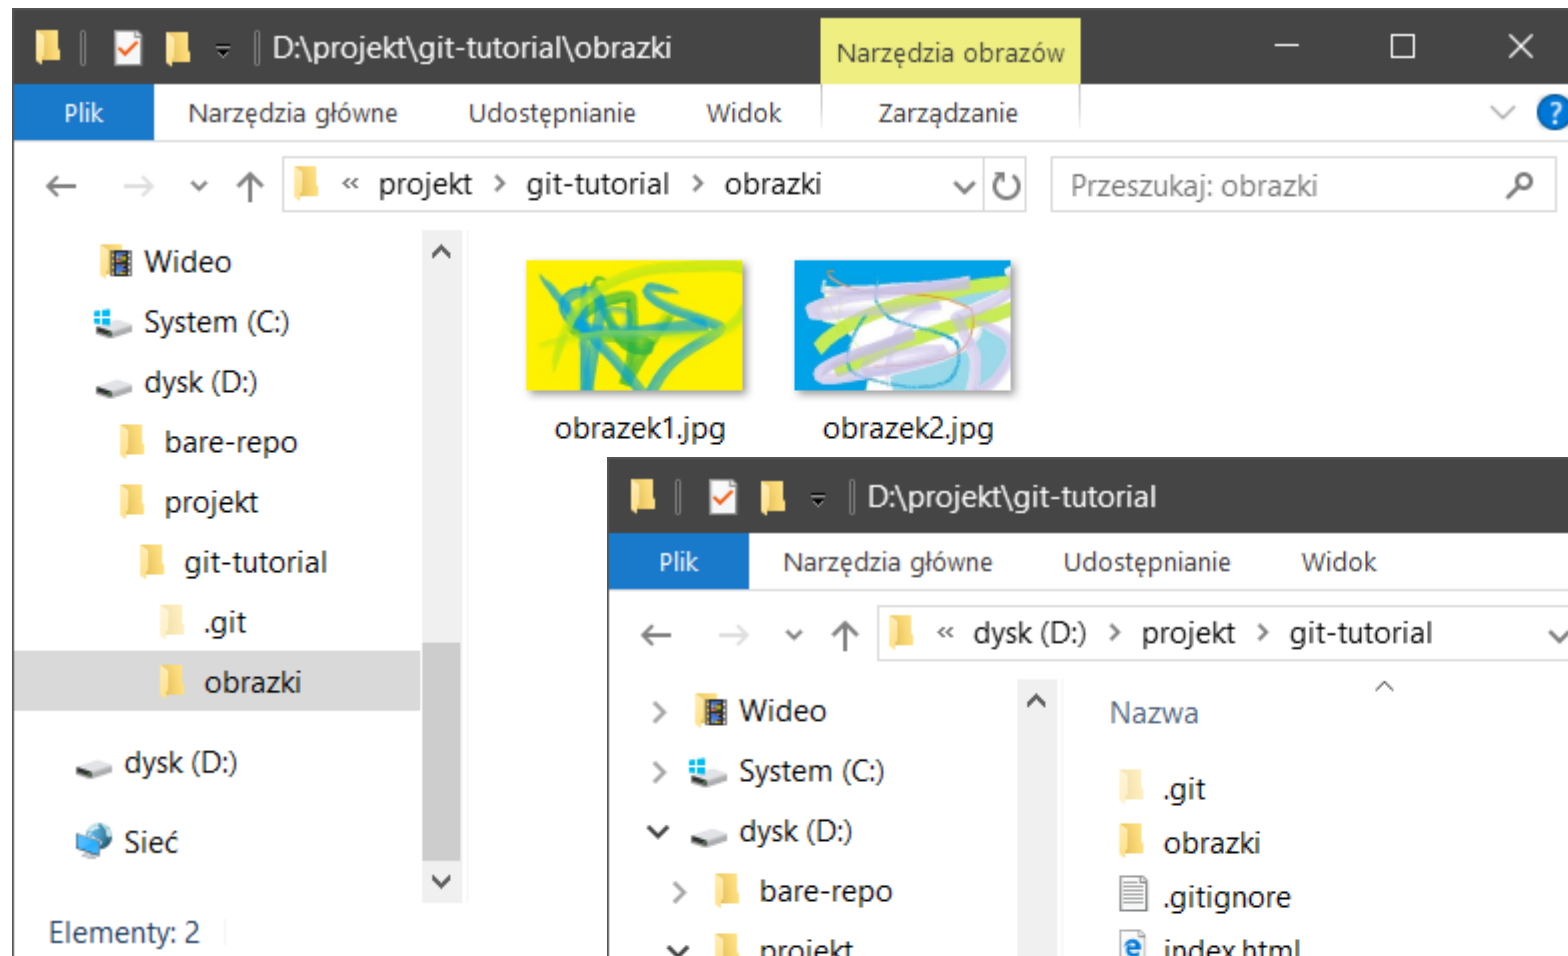 D:\projekt\git-tutorial\obrazki
Narzędzia obrazów
Plik Narzędzia główne Udostępnianie Widok Zarządzanie ?
« projekt > git-tutorial > obrazki
Przeszukaj: obrazki
Wideo
System (C:)
dysk (D:)
bare-repo
projekt
git-tutorial
.git
obrazki
dysk (D:)
Sieć
Elementy: 2
obrazek1.jpg
obrazek2.jpg
D:\projekt\git-tutorial
Plik Narzędzia główne Udostępnianie Widok
« dysk (D:) > projekt > git-tutorial
Wideo
System (C:)
dysk (D:)
bare-repo
projekt
Nazwa
.git
obrazki
.gitignore
index.html